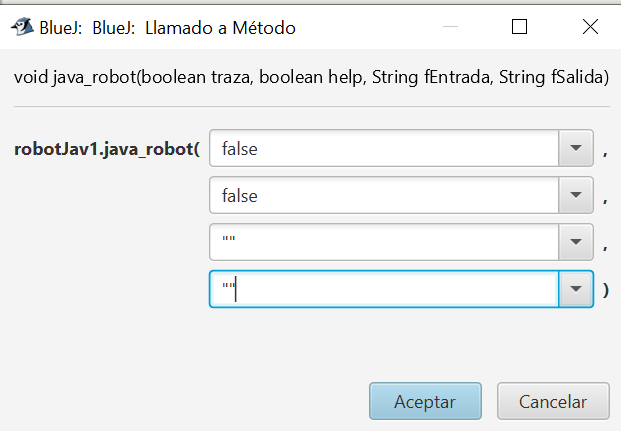 BlueJ:  BlueJ:  Llamado a Método
void java_robot(boolean traza, boolean help, String fEntrada, String fSalida)
robotJav1.java_robot( false ,
false ,
"" ,
"" )
Aceptar Cancelar